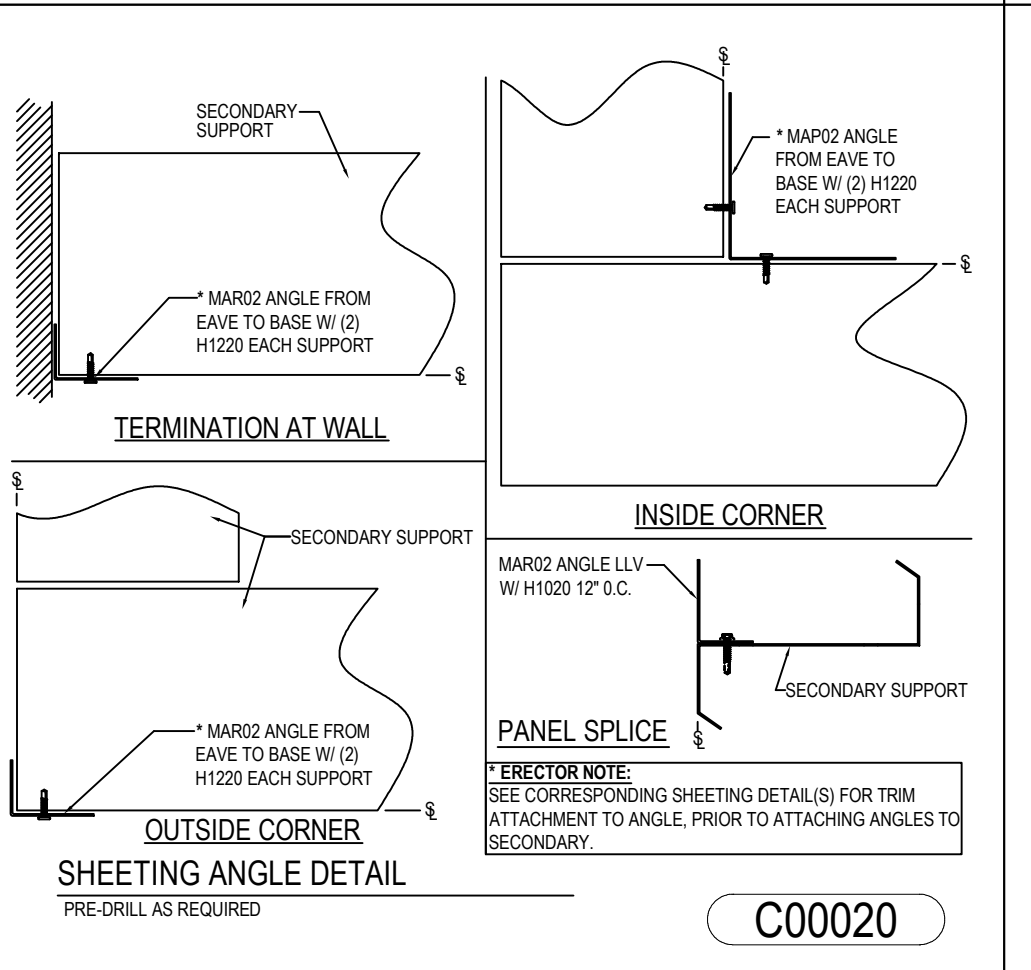 SECONDARY
SUPPORT
* MAR02 ANGLE FROM
EAVE TO BASE W/ (2)
H1220 EACH SUPPORT
℄
TERMINATION AT WALL
℄
* MAP02 ANGLE
FROM EAVE TO
BASE W/ (2) H1220
EACH SUPPORT
℄
INSIDE CORNER
℄
SECONDARY SUPPORT
* MAR02 ANGLE FROM
EAVE TO BASE W/ (2)
H1220 EACH SUPPORT
℄
OUTSIDE CORNER
MAR02 ANGLE LLV
W/ H1020 12" 0.C.
SECONDARY SUPPORT
PANEL SPLICE
℄
* ERECTOR NOTE:
SEE CORRESPONDING SHEETING DETAIL(S) FOR TRIM
ATTACHMENT TO ANGLE, PRIOR TO ATTACHING ANGLES TO
SECONDARY.
SHEETING ANGLE DETAIL
PRE-DRILL AS REQUIRED
C00020